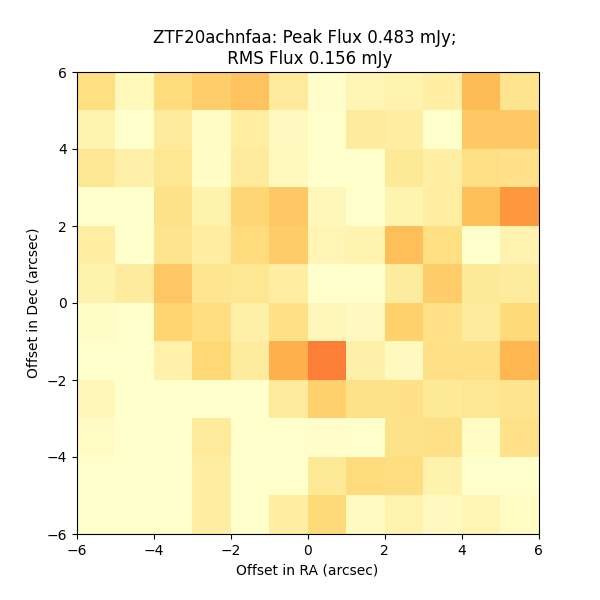 ZTF20achnfaa: Peak Flux 0.483 mJy;
RMS Flux 0.156 mJy
6
4
2
0
−2
−4
−6
Offset in Dec (arcsec)
−6 −4 −2 0 2 4 6
Offset in RA (arcsec)